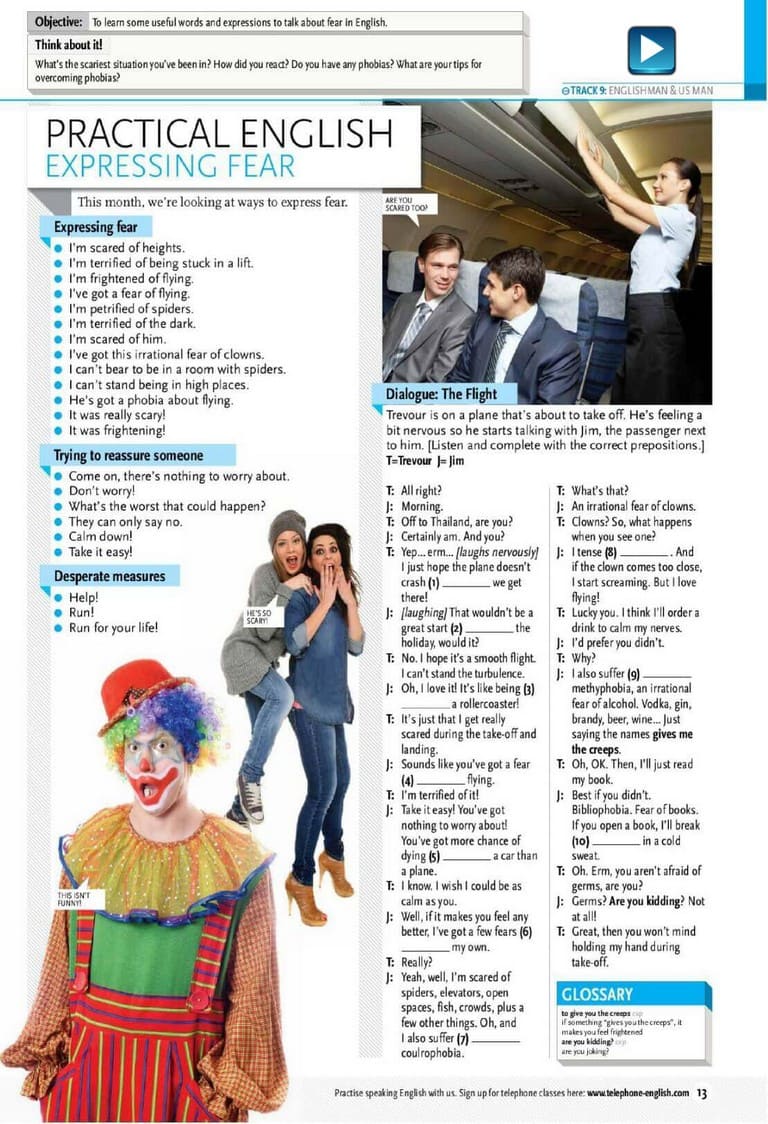 Objective: To learn some useful words and expressions to talk about fear in English.
Think about it!
What's the scariest situation you've been in? How did you react? Do you have any phobias? What are your tips for
overcoming phobias?
TRACK 9: ENGLISHMAN & US MAN
PRACTICAL ENGLISH
EXPRESSING FEAR
This month, we're looking at ways to express fear.
Expressing fear
I'm scared of heights.
I'm terrified of being stuck in a lift.
I'm frightened of flying.
I've got a fear of flying.
I'm petrified of spiders.
I'm terrified of the dark.
I'm scared of him.
I've got this irrational fear of clowns.
I can't bear to be in a room with spiders.
I can't stand being in high places.
He's got a phobia about flying.
It was really scary!
It was frightening!
Trying to reassure someone
Come on, there's nothing to worry about.
Don't worry!
What's the worst that could happen?
They can only say no.
Calm down!
Take it easy!
Desperate measures
Help!
Run!
Run for your life!
HE'S SO
SCARY!
THIS ISN'T
FUNNY!
ARE YOU
SCARED TOO?
Dialogue: The Flight
Trevour is on a plane that's about to take off. He's feeling a
bit nervous so he starts talking with Jim, the passenger next
to him. [Listen and complete with the correct prepositions.]
T=Trevour J= Jim
T: All right?
J: Morning.
T: Off to Thailand, are you?
J: Certainly am. And you?
T: Yep... erm... [laughs nervously]
I just hope the plane doesn't
crash (1) ________ we get
there!
J: [laughing] That wouldn't be a
great start (2) ________ the
holiday, would it?
T: No. I hope it's a smooth flight.
I can't stand the turbulence.
J: Oh, I love it! It's like being (3)
________ a rollercoaster!
T: It's just that I get really
scared during the take-off and
landing.
J: Sounds like you've got a fear
(4) ________ flying.
T: I'm terrified of it!
J: Take it easy! You've got
nothing to worry about!
You've got more chance of
dying (5) ________ a car than
a plane.
T: I know. I wish I could be as
calm as you.
J: Well, if it makes you feel any
better, I've got a few fears (6)
________ my own.
T: Really?
J: Yeah, well, I'm scared of
spiders, elevators, open
spaces, fish, crowds, plus a
few other things. Oh, and
I also suffer (7) ________
coulrophobia.
T: What's that?
J: An irrational fear of clowns.
T: Clowns? So, what happens
when you see one?
J: I tense (8) ________. And
if the clown comes too close,
I start screaming. But I love
flying!
T: Lucky you. I think I'll order a
drink to calm my nerves.
J: I'd prefer you didn't.
T: Why?
J: I also suffer (9) ________
methyphobia, an irrational
fear of alcohol. Vodka, gin,
brandy, beer, wine... Just
saying the names gives me
the creeps.
T: Oh, OK. Then, I'll just read
my book.
J: Best if you didn't.
Bibliophobia. Fear of books.
If you open a book, I'll break
(10) ________ in a cold
sweat.
T: Oh. Erm, you aren't afraid of
germs, are you?
J: Germs? Are you kidding? Not
at all!
T: Great, then you won't mind
holding my hand during
take-off.
GLOSSARY
to give you the creeps exp
if something "gives you the creeps", it
makes you feel frightened
are you kidding? exp
are you joking?
Practise speaking English with us. Sign up for telephone classes here: www.telephone-english.com 13